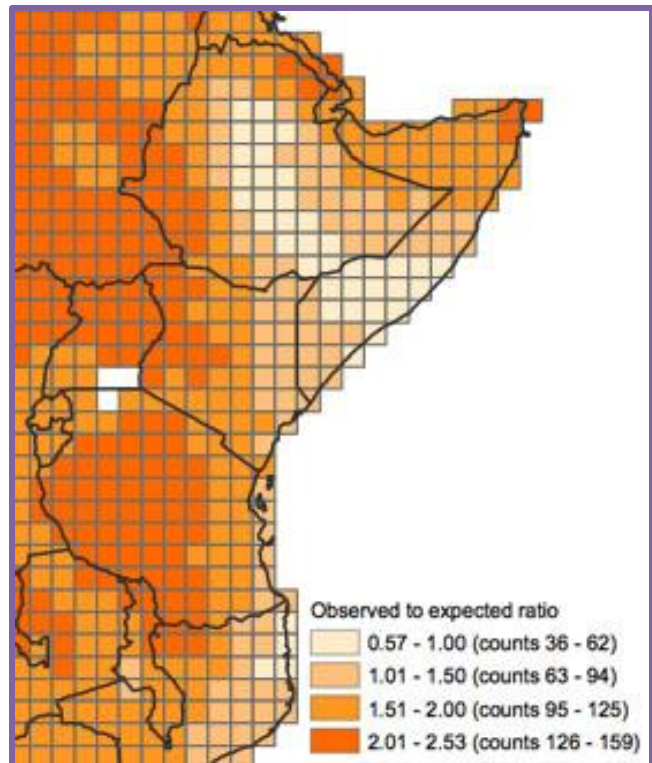 Observed to expected ratio
0.57 - 1.00 (counts 36 - 62)
1.01 - 1.50 (counts 63 - 94)
1.51 - 2.00 (counts 95 - 125)
2.01 - 2.53 (counts 126 - 159)